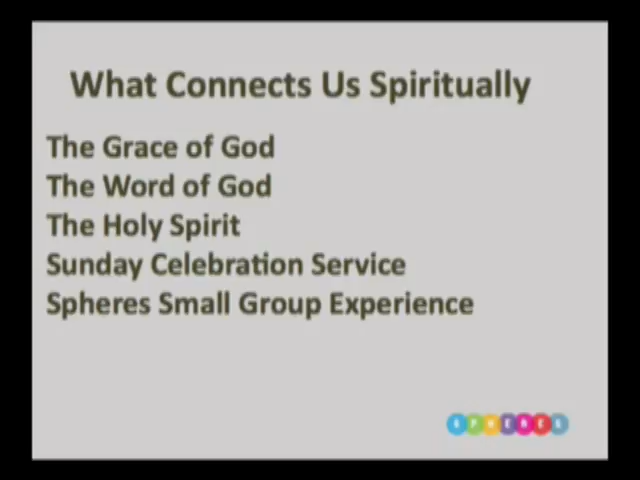 What Connects Us Spiritually
The Grace of God
The Word of God
The Holy Spirit
Sunday Celebration Service
Spheres Small Group Experience
SPHERES